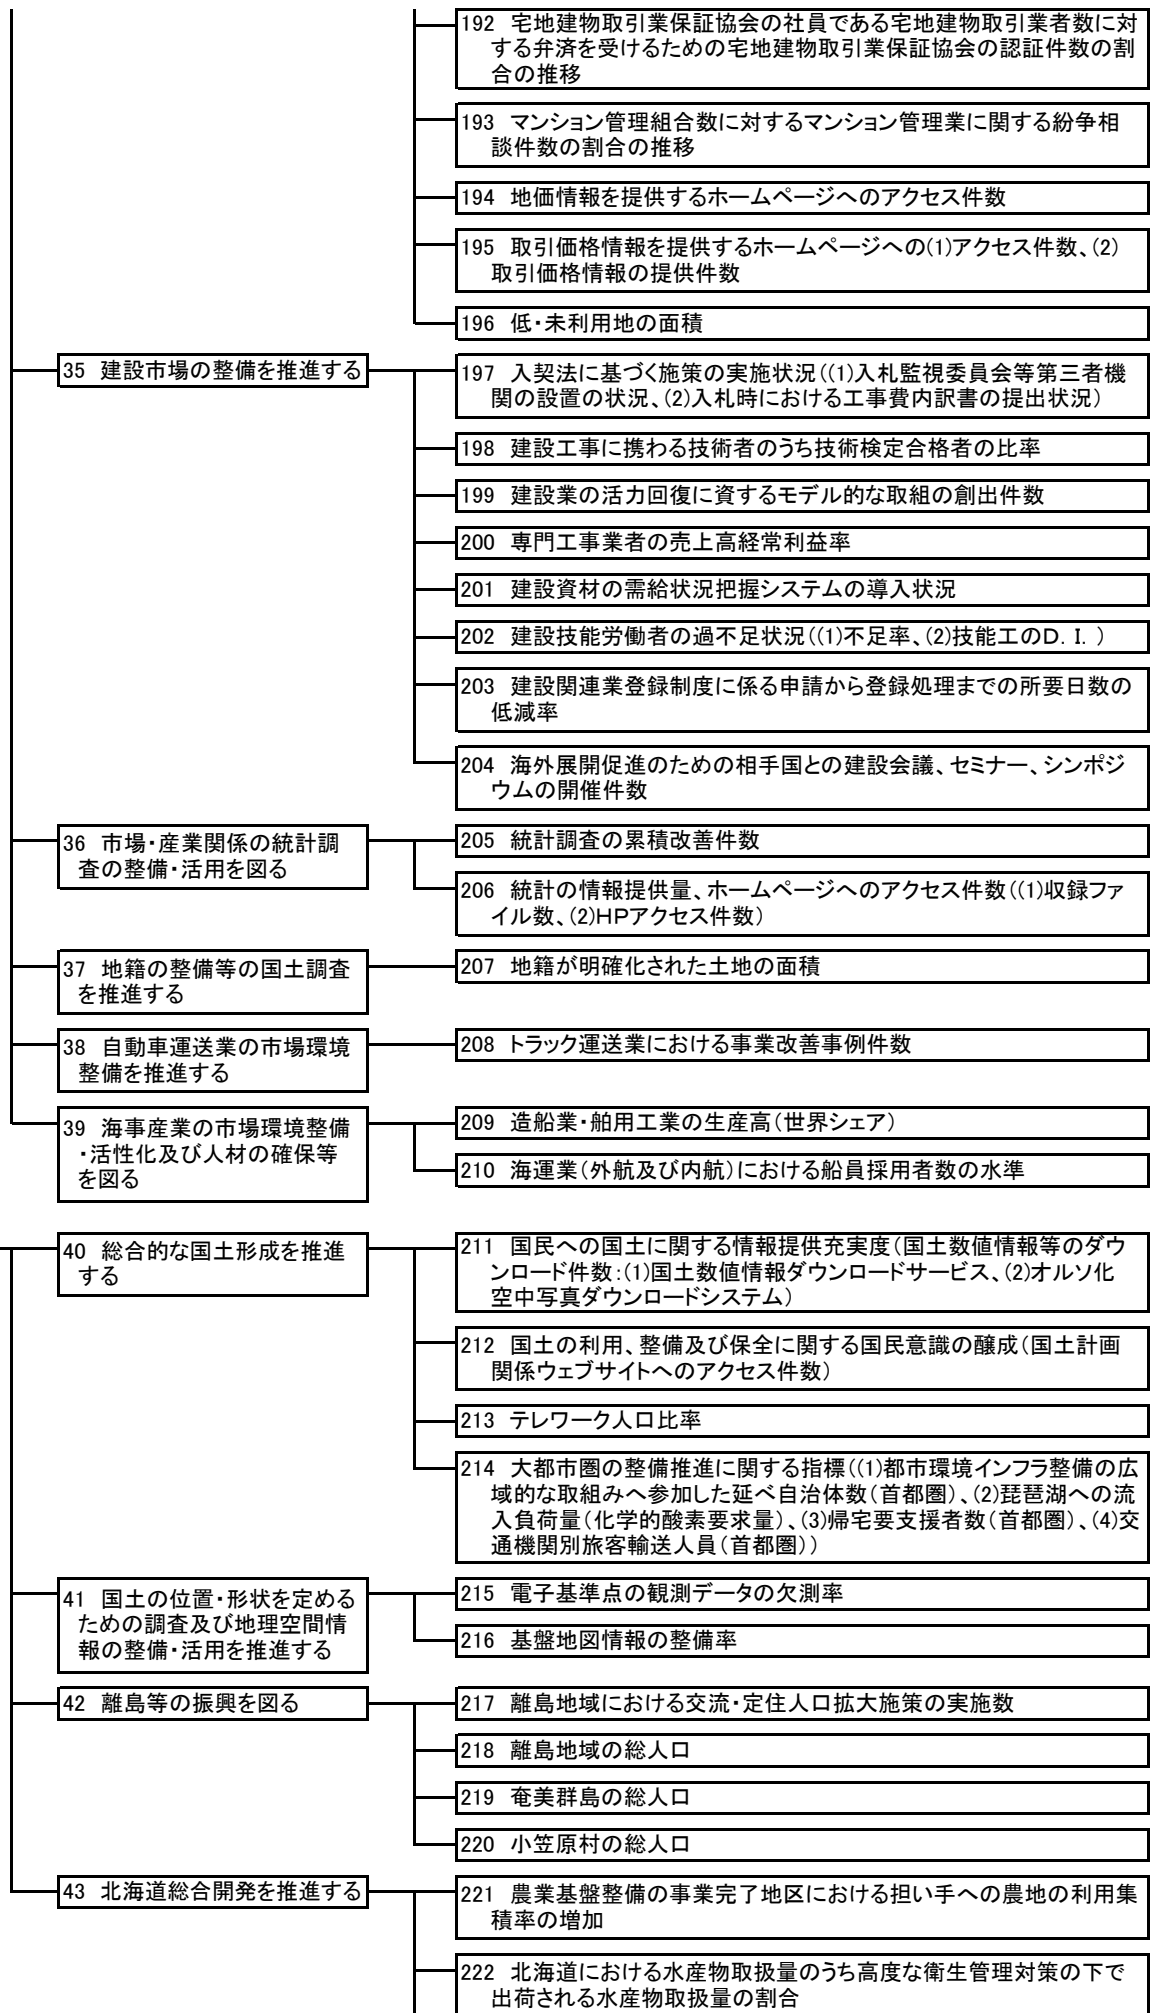 192 宅地建物取引業保証協会の社員である宅地建物取引業者数に対
する弁済を受けるための宅地建物取引業保証協会の認証件数の割
合の推移
193 マンション管理組合数に対するマンション管理業に関する紛争相
談件数の割合の推移
194 地価情報を提供するホームページへのアクセス件数
195 取引価格情報を提供するホームページへの(1)アクセス件数、(2)
取引価格情報の提供件数
196 低・未利用地の面積
35 建設市場の整備を推進する
197 入契法に基づく施策の実施状況((1)入札監視委員会等第三者機
関の設置の状況、(2)入札時における工事費内訳書の提出状況)
198 建設工事に携わる技術者のうち技術検定合格者の比率
199 建設業の活力回復に資するモデル的な取組の創出件数
200 専門工事業者の売上高経常利益率
201 建設資材の需給状況把握システムの導入状況
202 建設技能労働者の過不足状況((1)不足率、(2)技能工のD. I. )
203 建設関連業登録制度に係る申請から登録処理までの所要日数の
低減率
204 海外展開促進のための相手国との建設会議、セミナー、シンポジ
ウムの開催件数
36 市場・産業関係の統計調
査の整備・活用を図る
205 統計調査の累積改善件数
206 統計の情報提供量、ホームページへのアクセス件数((1)収録ファ
イル数、(2)HPアクセス件数)
37 地籍の整備等の国土調査
を推進する
207 地籍が明確化された土地の面積
38 自動車運送業の市場環境
整備を推進する
208 トラック運送業における事業改善事例件数
39 海事産業の市場環境整備
・活性化及び人材の確保等
を図る
209 造船業・舶用工業の生産高(世界シェア)
210 海運業(外航及び内航)における船員採用者数の水準
40 総合的な国土形成を推進
する
211 国民への国土に関する情報提供充実度(国土数値情報等のダウ
ンロード件数:(1)国土数値情報ダウンロードサービス、(2)オルソ化
空中写真ダウンロードシステム)
212 国土の利用、整備及び保全に関する国民意識の醸成(国土計画
関係ウェブサイトへのアクセス件数)
213 テレワーク人口比率
214 大都市圏の整備推進に関する指標((1)都市環境インフラ整備の広
域的な取組みへ参加した延べ自治体数(首都圏)、(2)琵琶湖への流
入負荷量(化学的酸素要求量)、(3)帰宅要支援者数(首都圏)、(4)交
通機関別旅客輸送人員(首都圏))
41 国土の位置・形状を定める
ための調査及び地理空間情
報の整備・活用を推進する
215 電子基準点の観測データの欠測率
216 基盤地図情報の整備率
42 離島等の振興を図る
217 離島地域における交流・定住人口拡大施策の実施数
218 離島地域の総人口
219 奄美群島の総人口
220 小笠原村の総人口
43 北海道総合開発を推進する
221 農業基盤整備の事業完了地区における担い手への農地の利用集
積率の増加
222 北海道における水産物取扱量のうち高度な衛生管理対策の下で
出荷される水産物取扱量の割合